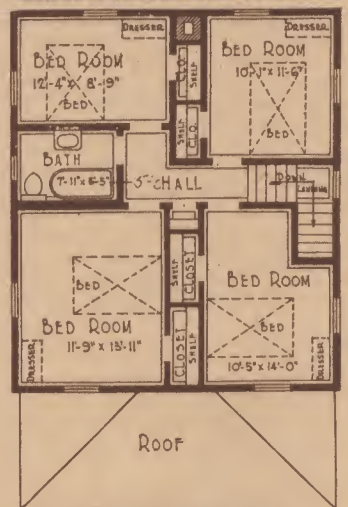 DRESSER
BED ROOM
12'-4" x 8'-9"
BED
CLO.
SHELF
SHELF
CLO.
DRESSER
BED ROOM
10'-1" x 11'-6"
BED
BATH
7'-11" x 6'-5"
HALL
DOWN
LANDING
BED
BED ROOM
11'-9" x 13'-11"
DRESSER
SHELF
CLOSET
CLOSET
SHELF
BED ROOM
BED
10'-5" x 14'-0"
DRESSER
ROOF